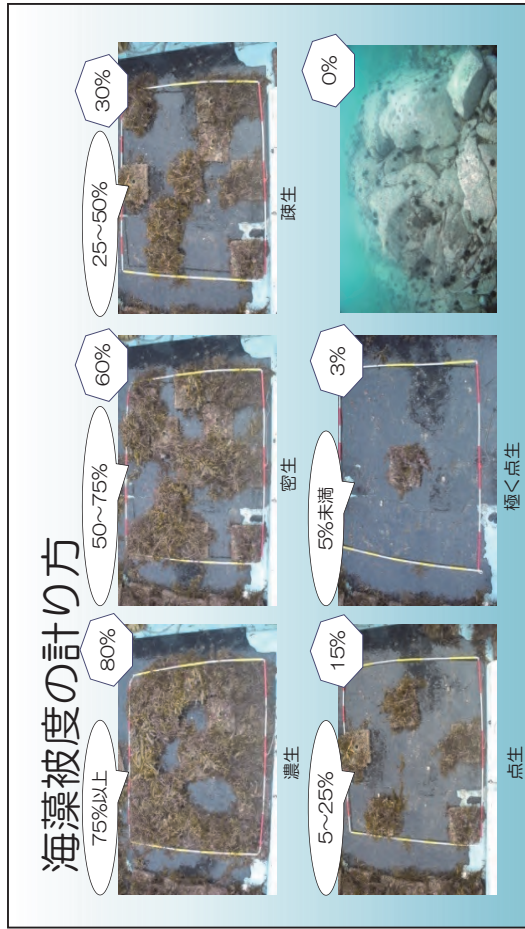 海藻被度の計り方
75%以上
80%
濃生
50〜75%
60%
密生
25〜50%
30%
疎生
5〜25%
15%
点生
5%未満
3%
極く点生
0%